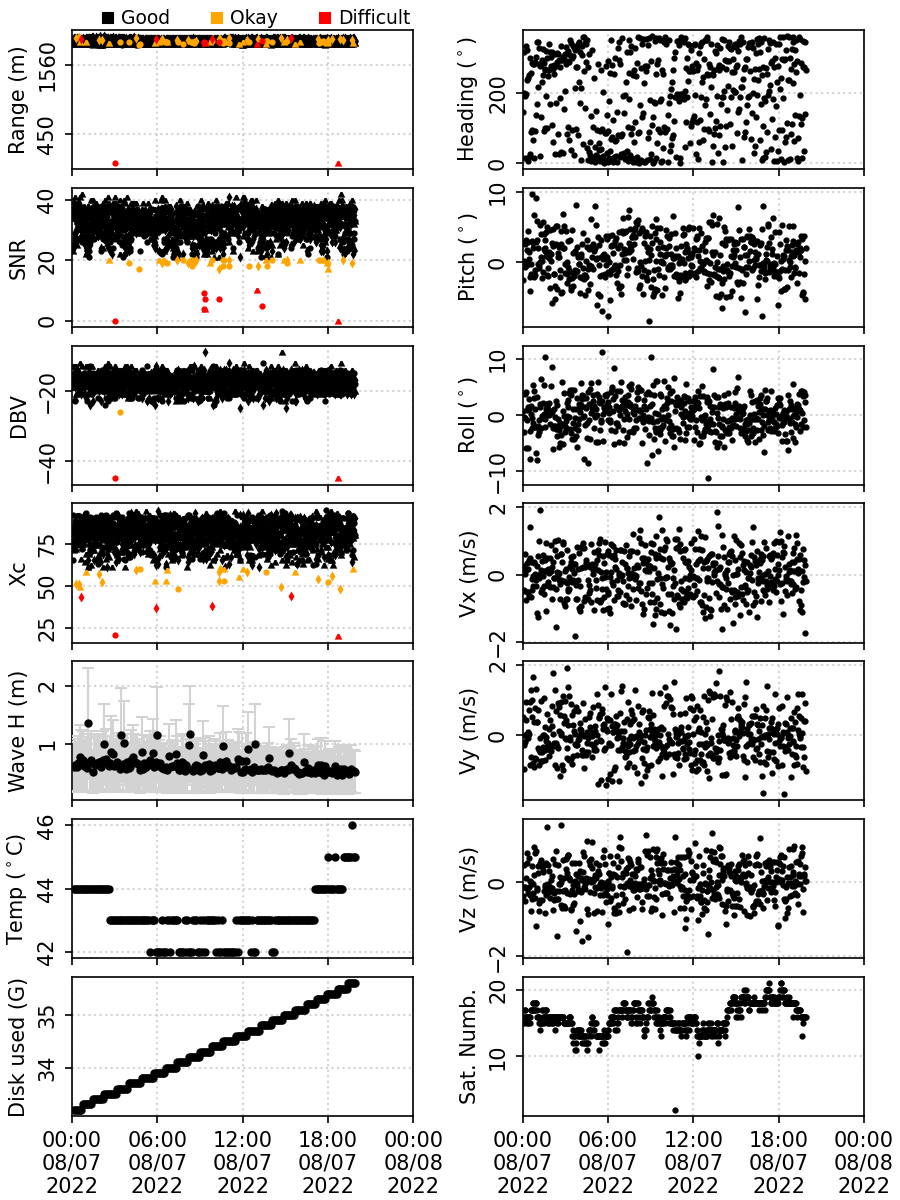 Good Okay Difficult
Range (m)
1560
450
Heading (°)
200
0
SNR
40
20
0
Pitch (°)
10
0
DBV
−20
−40
Roll (°)
10
0
−10
Xc
75
50
25
Vx (m/s)
2
0
−2
Wave H (m)
2
1
Vy (m/s)
2
0
Temp (°C)
46
44
42
Vz (m/s)
0
−2
Disk used (G)
35
34
Sat. Numb.
20
10
00:00 06:00 12:00 18:00 00:00
08/07 08/07 08/07 08/07 08/08
2022 2022 2022 2022 2022
00:00 06:00 12:00 18:00 00:00
08/07 08/07 08/07 08/07 08/08
2022 2022 2022 2022 2022